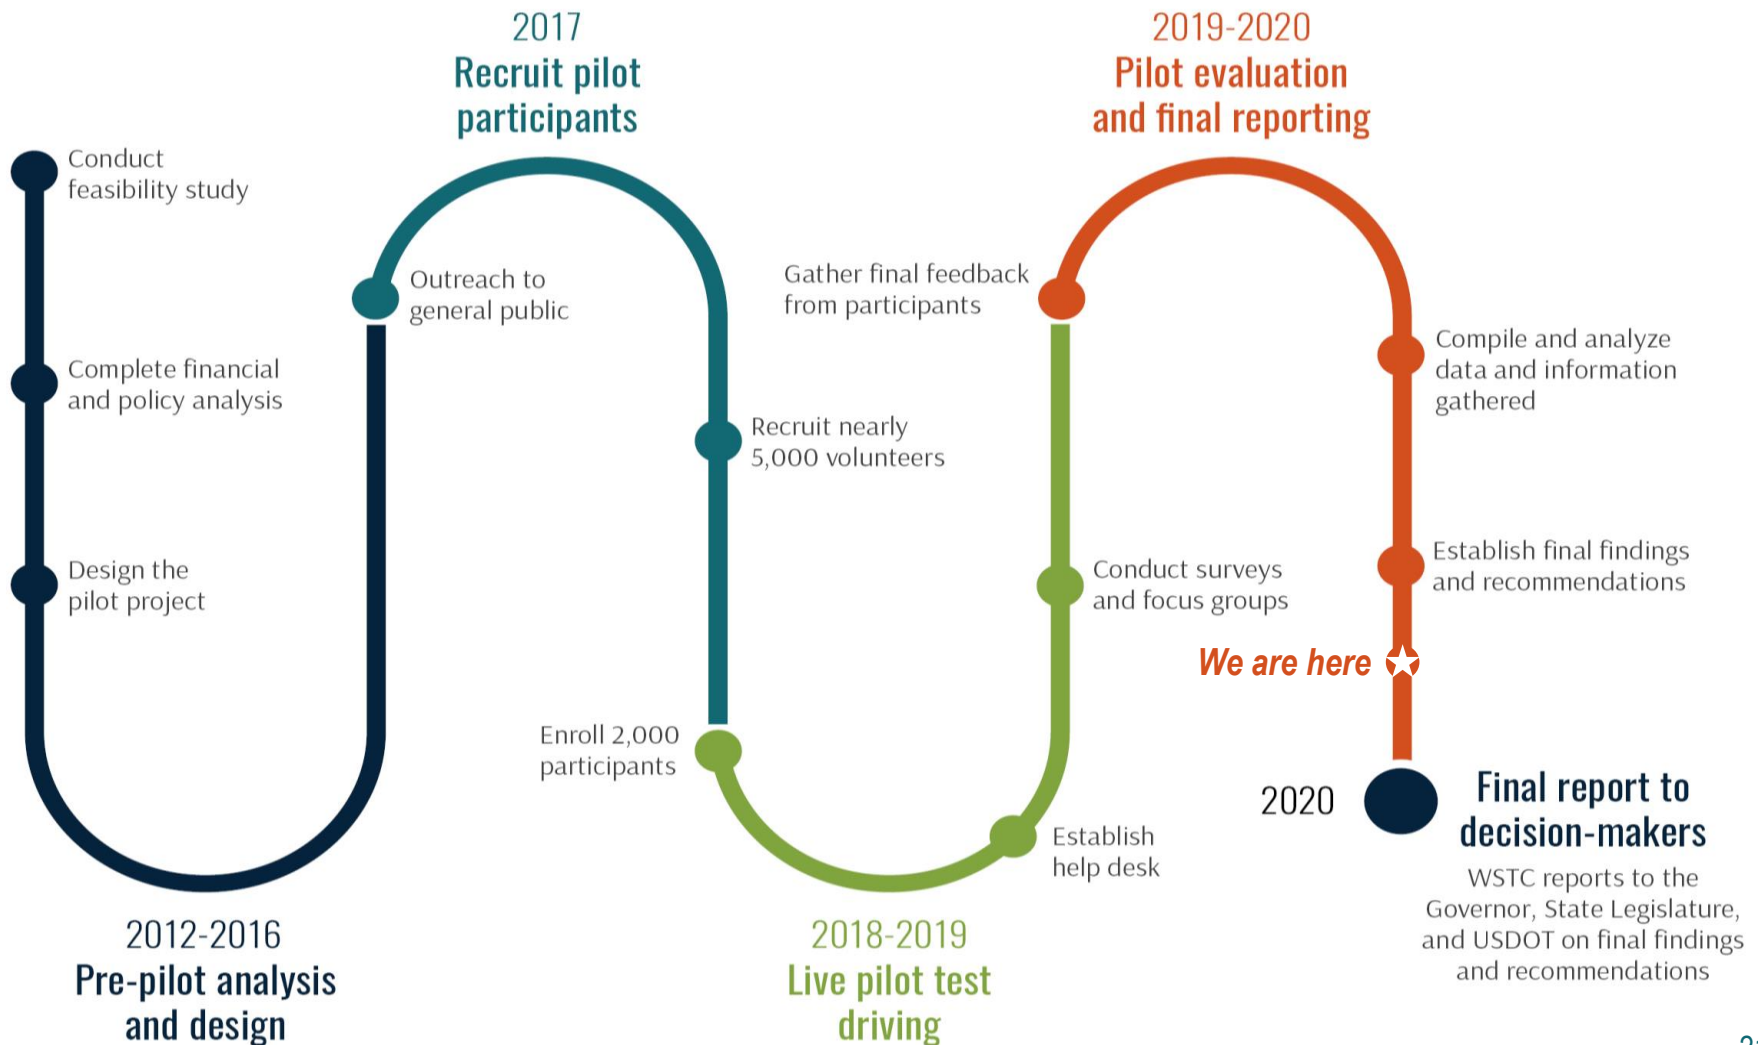 Conduct
feasibility study
Complete financial
and policy analysis
Design the
pilot project
2012-2016
Pre-pilot analysis
and design
2017
Recruit pilot
participants
Outreach to
general public
Recruit nearly
5,000 volunteers
Enroll 2,000
participants
Establish
help desk
Conduct surveys
and focus groups
2018-2019
Live pilot test
driving
2019-2020
Pilot evaluation
and final reporting
Gather final feedback
from participants
Compile and analyze
data and information
gathered
Establish final findings
and recommendations
We are here
2020
Final report to
decision-makers
WSTC reports to the
Governor, State Legislature,
and USDOT on final findings
and recommendations